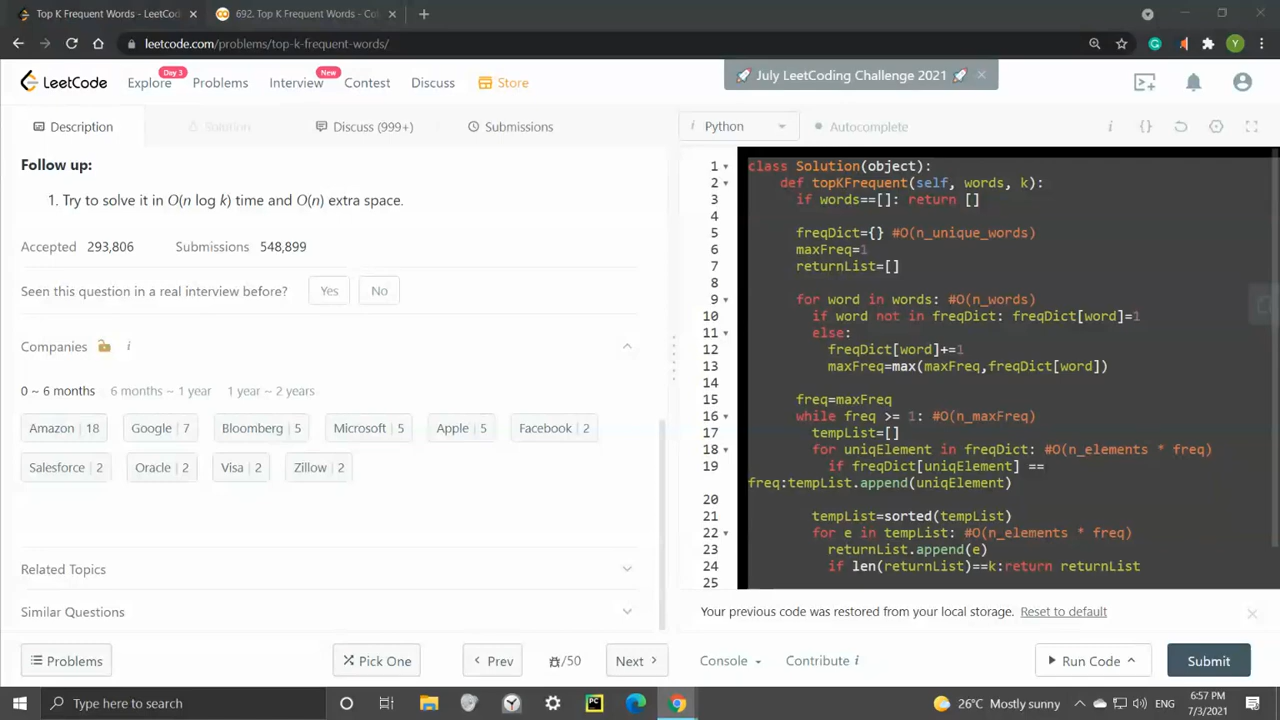 Top K Frequent Words - LeetCod
692. Top K Frequent Words - Col
leetcode.com/problems/top-k-frequent-words/
Y
LeetCode
Explore
Day 3
Problems
Interview
New
Contest
Discuss
Store
🚀 July LeetCoding Challenge 2021 🚀
Description
Solution
Discuss (999+)
Submissions
i Python
Autocomplete
i {}
Follow up:
1. Try to solve it in O(n log k) time and O(n) extra space.
Accepted 293,806 Submissions 548,899
Seen this question in a real interview before? Yes No
Companies i
0 ~ 6 months 6 months ~ 1 year 1 year ~ 2 years
Amazon | 18 Google | 7 Bloomberg | 5 Microsoft | 5 Apple | 5 Facebook | 2
Salesforce | 2 Oracle | 2 Visa | 2 Zillow | 2
Related Topics
Similar Questions
1 class Solution(object):
2 def topKFrequent(self, words, k):
3 if words==[]: return []
4
5 freqDict={} #O(n_unique_words)
6 maxFreq=1
7 returnList=[]
8
9 for word in words: #O(n_words)
10 if word not in freqDict: freqDict[word]=1
11 else:
12 freqDict[word]+=1
13 maxFreq=max(maxFreq,freqDict[word])
14
15 freq=maxFreq
16 while freq >= 1: #O(n_maxFreq)
17 tempList=[]
18 for uniqElement in freqDict: #O(n_elements * freq)
19 if freqDict[uniqElement] ==
freq:tempList.append(uniqElement)
20
21 tempList=sorted(tempList)
22 for e in tempList: #O(n_elements * freq)
23 returnList.append(e)
24 if len(returnList)==k:return returnList
25
Your previous code was restored from your local storage. Reset to default
Problems
Pick One
Prev
/50
Next
Console
Contribute i
Run Code
Submit
Type here to search
PC
26°C Mostly sunny
ENG
6:57 PM
7/3/2021